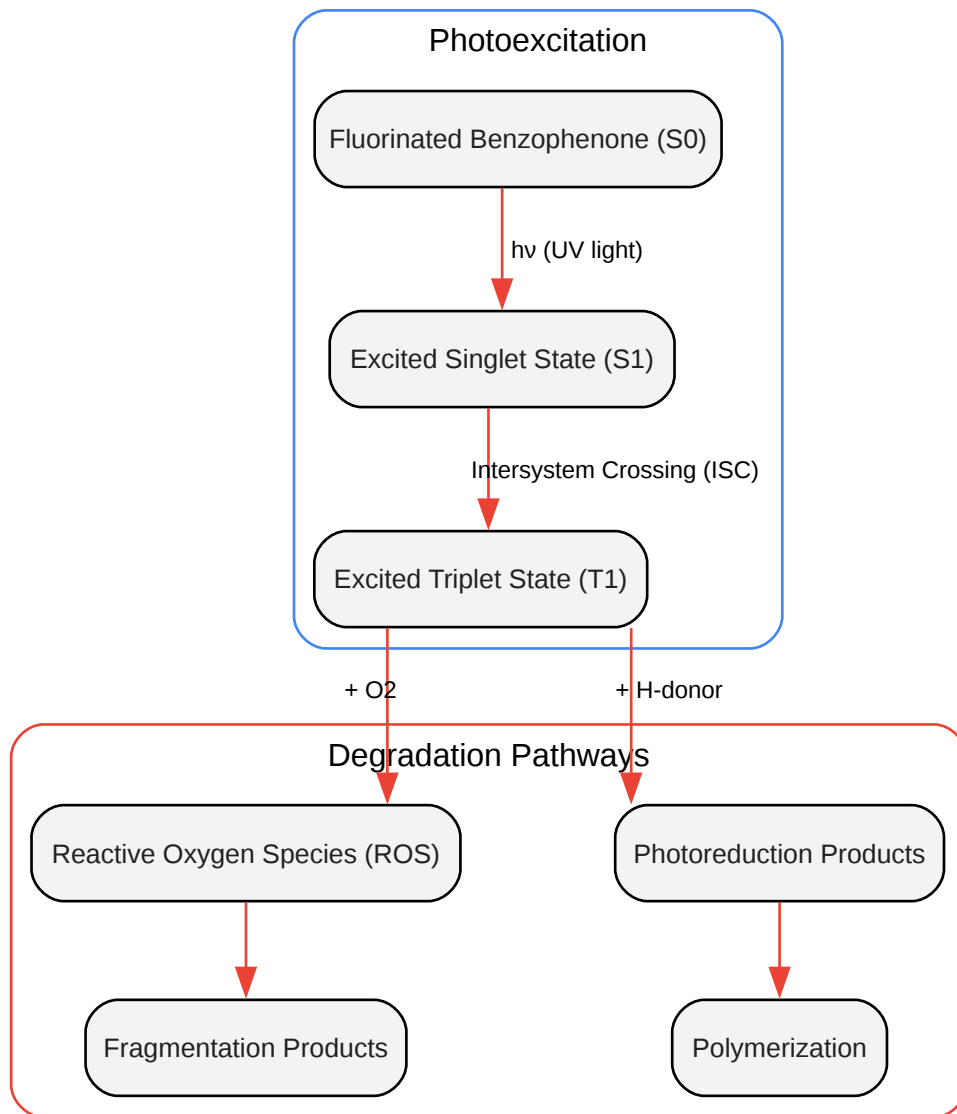 Photoexcitation
Fluorinated Benzophenone (S0)
hν (UV light)
Excited Singlet State (S1)
Intersystem Crossing (ISC)
Excited Triplet State (T1)
+ O2
+ H-donor
Degradation Pathways
Reactive Oxygen Species (ROS)
Photoreduction Products
Fragmentation Products
Polymerization